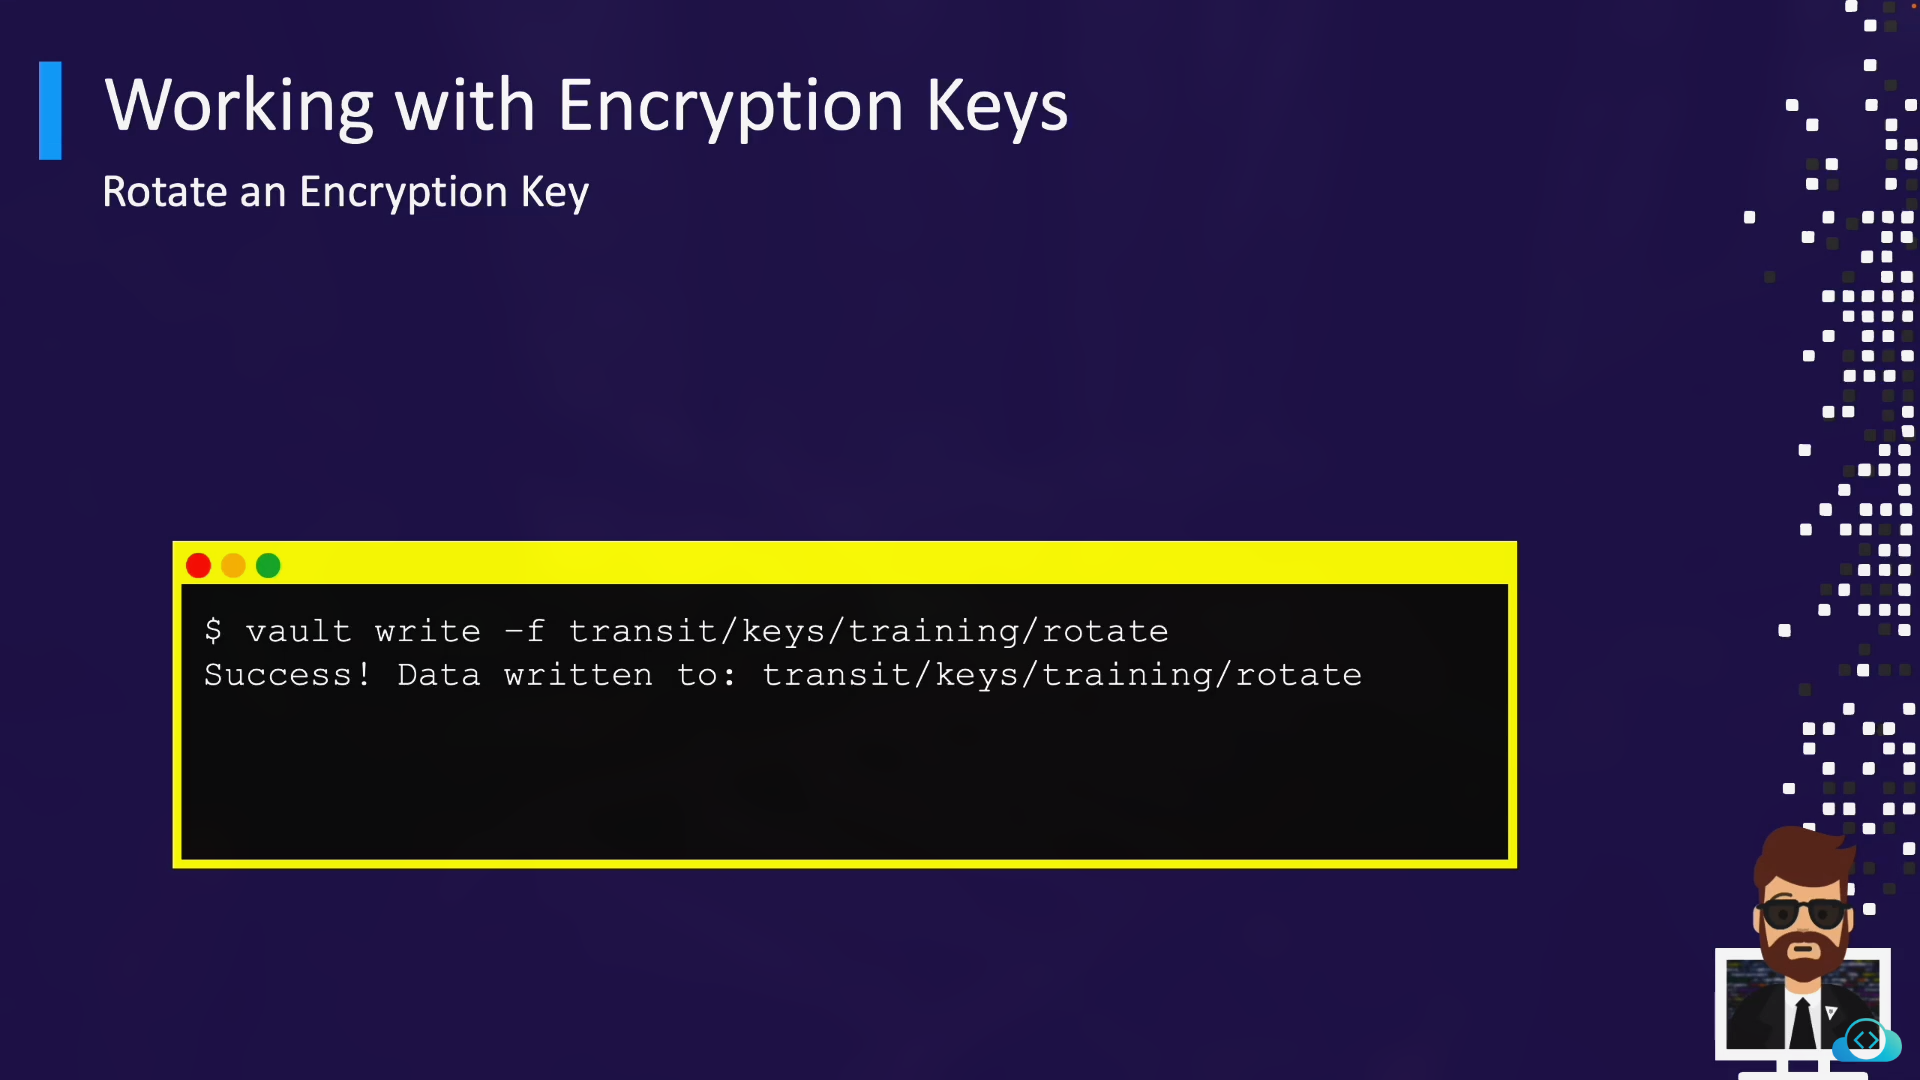 Working with Encryption Keys
Rotate an Encryption Key
$ vault write –f transit/keys/training/rotate
Success! Data written to: transit/keys/training/rotate